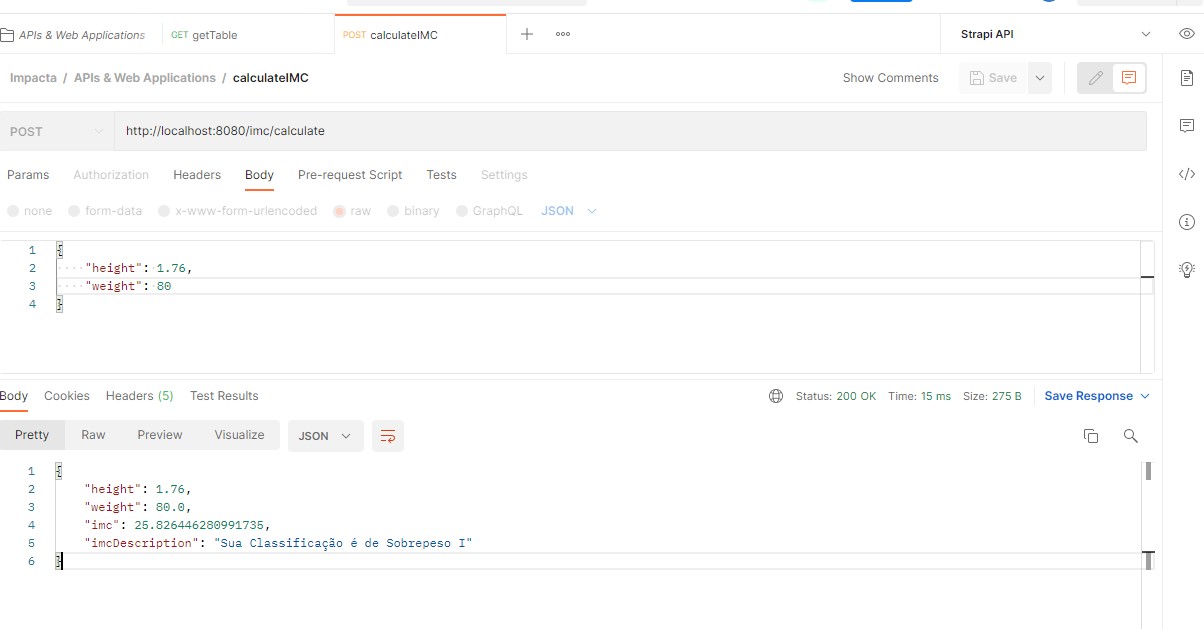 APIs & Web Applications GET getTable POST calculateIMC Strapi API
Impacta / APIs & Web Applications / calculateIMC Show Comments Save
POST http://localhost:8080/imc/calculate
Params Authorization Headers Body Pre-request Script Tests Settings
none form-data x-www-form-urlencoded raw binary GraphQL JSON
1 {
2 "height": 1.76,
3 "weight": 80
4 }
Body Cookies Headers (5) Test Results Status: 200 OK Time: 15 ms Size: 275 B Save Response
Pretty Raw Preview Visualize JSON
1 {
2 "height": 1.76,
3 "weight": 80.0,
4 "imc": 25.826446280991735,
5 "imcDescription": "Sua Classificação é de Sobrepeso I"
6 }